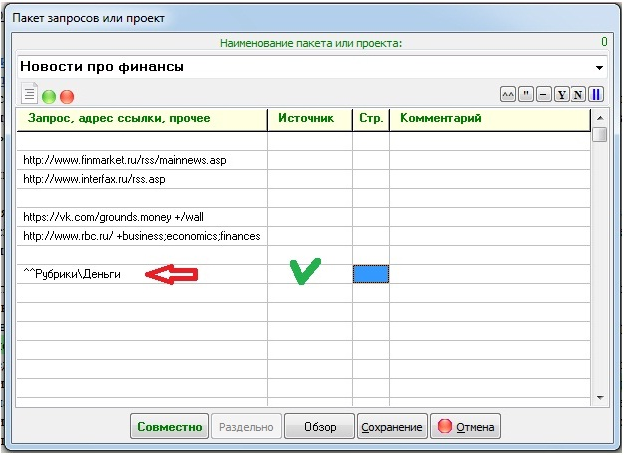 Пакет запросов или проект
Наименование пакета или проекта: 0
Новости про финансы
^^ " – Y N ||
Запрос, адрес ссылки, прочее Источник Стр. Комментарий
http://www.finmarket.ru/rss/mainnews.asp
http://www.interfax.ru/rss.asp
https://vk.com/grounds.money +/wall
http://www.rbc.ru/ +business;economics;finances
^^Рубрики\Деньги
Совместно Раздельно Обзор Сохранение Отмена